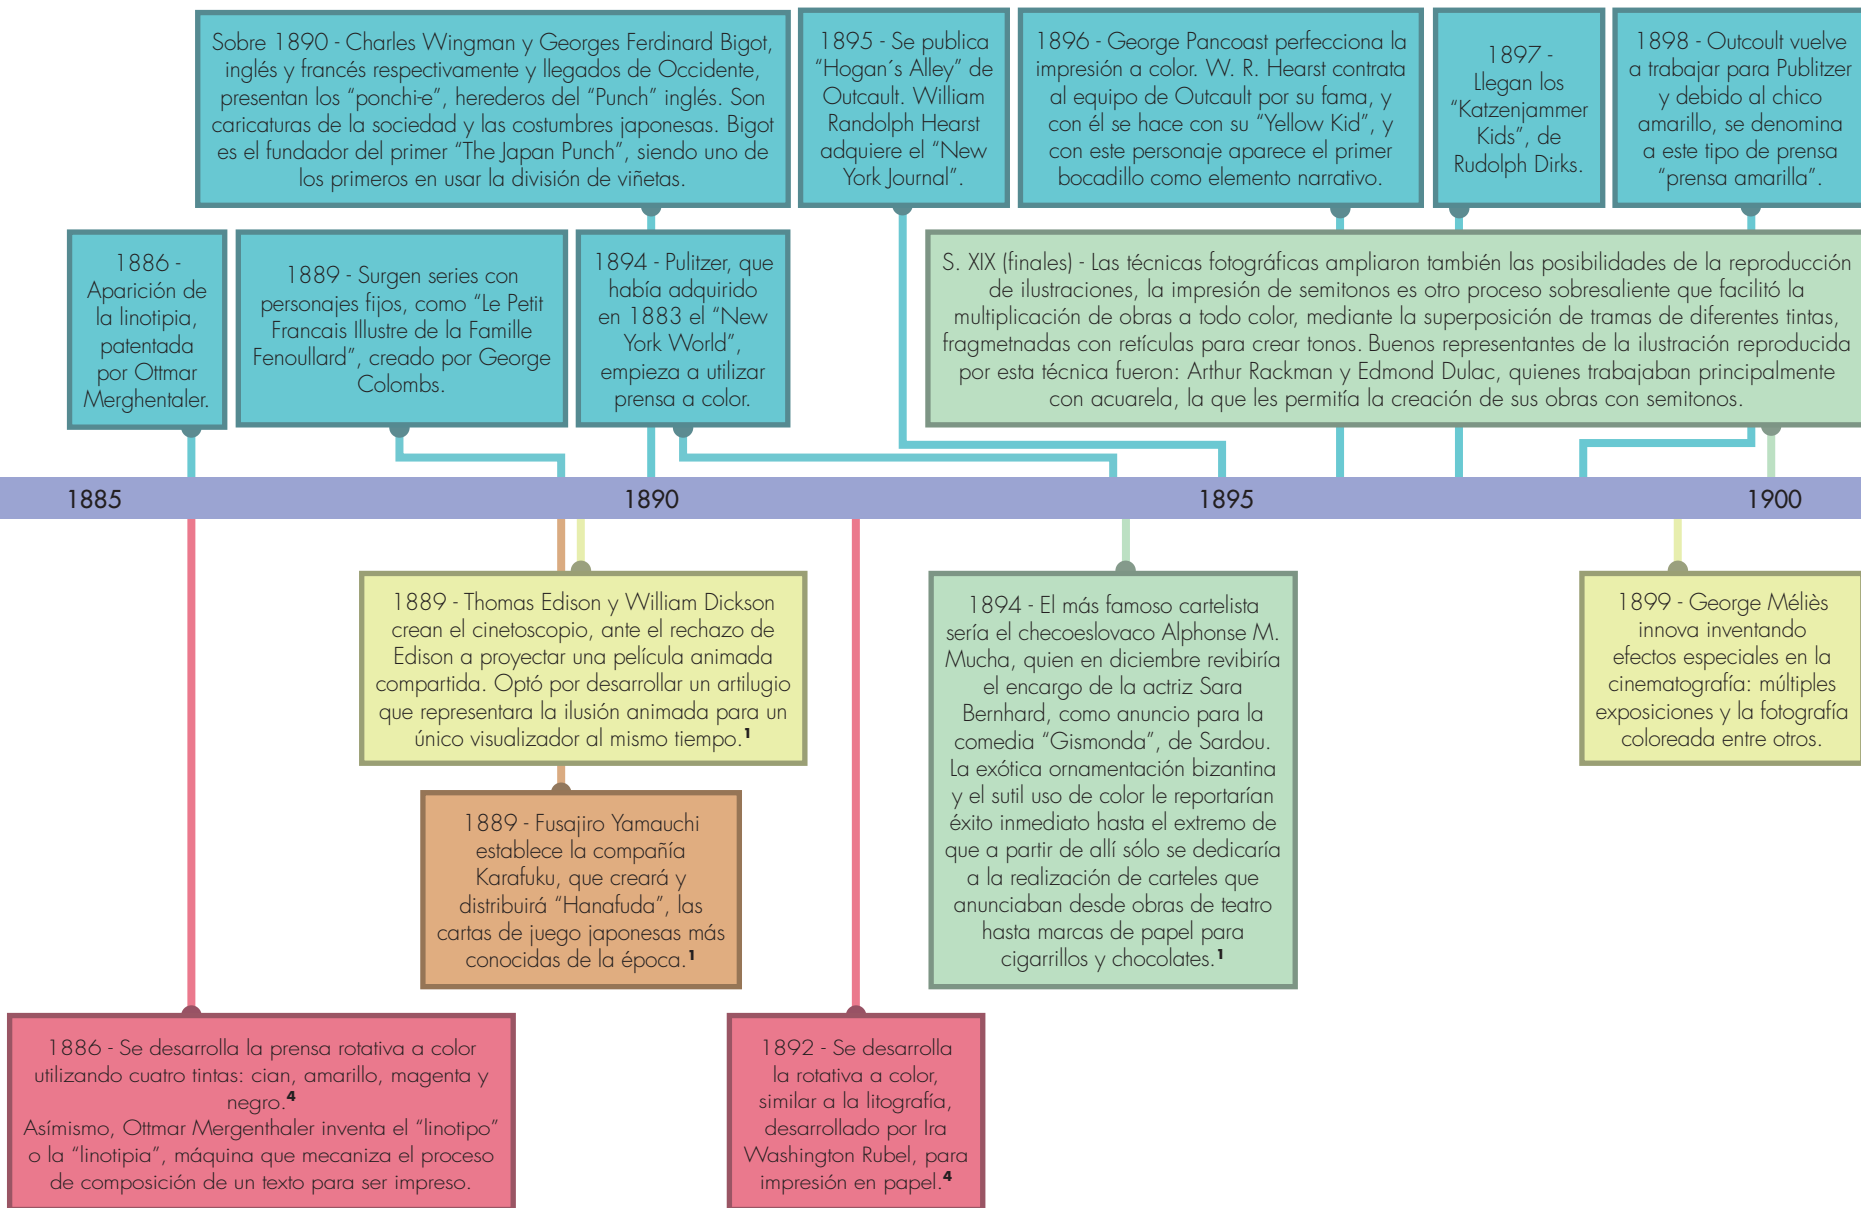 Sobre 1890 - Charles Wingman y Georges Ferdinard Bigot,
inglés y francés respectivamente y llegados de Occidente,
presentan los “ponchi-e”, herederos del “Punch” inglés. Son
caricaturas de la sociedad y las costumbres japonesas. Bigot
es el fundador del primer “The Japan Punch”, siendo uno de
los primeros en usar la división de viñetas.
1895 - Se publica
“Hogan´s Alley” de
Outcault. William
Randolph Hearst
adquiere el “New
York Journal”.
1896 - George Pancoast perfecciona la
impresión a color. W. R. Hearst contrata
al equipo de Outcault por su fama, y
con él se hace con su “Yellow Kid”, y
con este personaje aparece el primer
bocadillo como elemento narrativo.
1897 -
Llegan los
“Katzenjammer
Kids”, de
Rudolph Dirks.
1898 - Outcoult vuelve
a trabajar para Publitzer
y debido al chico
amarillo, se denomina
a este tipo de prensa
“prensa amarilla”.
1886 -
Aparición de
la linotipia,
patentada
por Ottmar
Merghentaler.
1889 - Surgen series con
personajes fijos, como “Le Petit
Francais Illustre de la Famille
Fenoullard”, creado por George
Colombs.
1894 - Pulitzer, que
había adquirido
en 1883 el “New
York World”,
empieza a utilizar
prensa a color.
S. XIX (finales) - Las técnicas fotográficas ampliaron también las posibilidades de la reproducción
de ilustraciones, la impresión de semitonos es otro proceso sobresaliente que facilitó la
multiplicación de obras a todo color, mediante la superposición de tramas de diferentes tintas,
fragmetnadas con retículas para crear tonos. Buenos representantes de la ilustración reproducida
por esta técnica fueron: Arthur Rackman y Edmond Dulac, quienes trabajaban principalmente
con acuarela, la que les permitía la creación de sus obras con semitonos.
1885
1890
1895
1900
1889 - Thomas Edison y William Dickson
crean el cinetoscopio, ante el rechazo de
Edison a proyectar una película animada
compartida. Optó por desarrollar un artilugio
que representara la ilusión animada para un
único visualizador al mismo tiempo.1
1894 - El más famoso cartelista
sería el checoeslovaco Alphonse M.
Mucha, quien en diciembre revibiría
el encargo de la actriz Sara
Bernhard, como anuncio para la
comedia “Gismonda”, de Sardou.
La exótica ornamentación bizantina
y el sutil uso de color le reportarían
éxito inmediato hasta el extremo de
que a partir de allí sólo se dedicaría
a la realización de carteles que
anunciaban desde obras de teatro
hasta marcas de papel para
cigarrillos y chocolates.1
1899 - George Méliès
innova inventando
efectos especiales en la
cinematografía: múltiples
exposiciones y la fotografía
coloreada entre otros.
1889 - Fusajiro Yamauchi
establece la compañía
Karafuku, que creará y
distribuirá “Hanafuda”, las
cartas de juego japonesas más
conocidas de la época.1
1886 - Se desarrolla la prensa rotativa a color
utilizando cuatro tintas: cian, amarillo, magenta y
negro.4
Asímismo, Ottmar Mergenthaler inventa el “linotipo”
o la “linotipia”, máquina que mecaniza el proceso
de composición de un texto para ser impreso.
1892 - Se desarrolla
la rotativa a color,
similar a la litografía,
desarrollado por Ira
Washington Rubel, para
impresión en papel.4